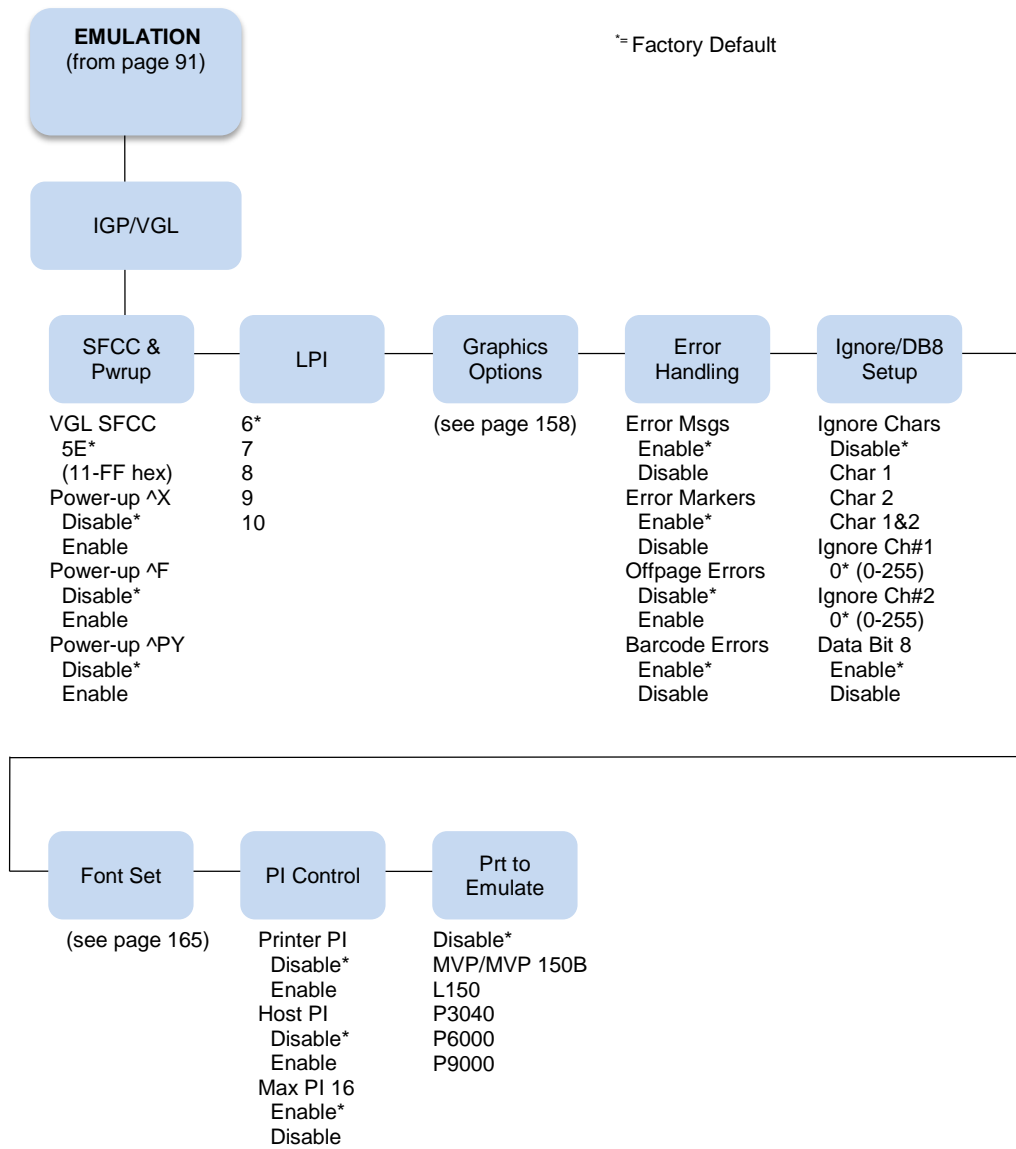 EMULATION
(from page 91)
*= Factory Default
IGP/VGL
SFCC &
Pwrup
LPI
Graphics
Options
Error
Handling
Ignore/DB8
Setup
VGL SFCC
5E*
(11-FF hex)
Power-up ^X
Disable*
Enable
Power-up ^F
Disable*
Enable
Power-up ^PY
Disable*
Enable
6*
7
8
9
10
(see page 158)
Error Msgs
Enable*
Disable
Error Markers
Enable*
Disable
Offpage Errors
Disable*
Enable
Barcode Errors
Enable*
Disable
Ignore Chars
Disable*
Char 1
Char 2
Char 1&2
Ignore Ch#1
0* (0-255)
Ignore Ch#2
0* (0-255)
Data Bit 8
Enable*
Disable
Font Set
PI Control
Prt to
Emulate
(see page 165)
Printer PI
Disable*
Enable
Host PI
Disable*
Enable
Max PI 16
Enable*
Disable
Disable*
MVP/MVP 150B
L150
P3040
P6000
P9000